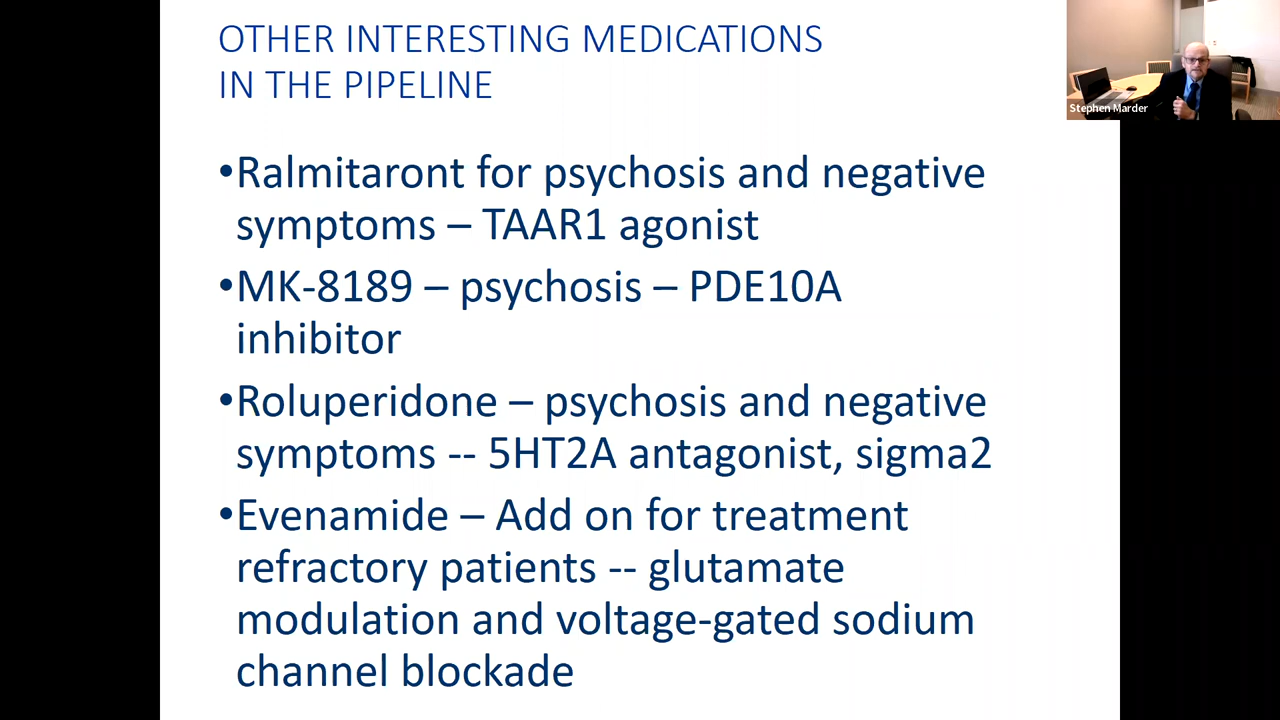 OTHER INTERESTING MEDICATIONS
IN THE PIPELINE
Stephen Marder
•Ralmitaront for psychosis and negative
symptoms – TAAR1 agonist
•MK-8189 – psychosis – PDE10A
inhibitor
•Roluperidone – psychosis and negative
symptoms -- 5HT2A antagonist, sigma2
•Evenamide – Add on for treatment
refractory patients -- glutamate
modulation and voltage-gated sodium
channel blockade